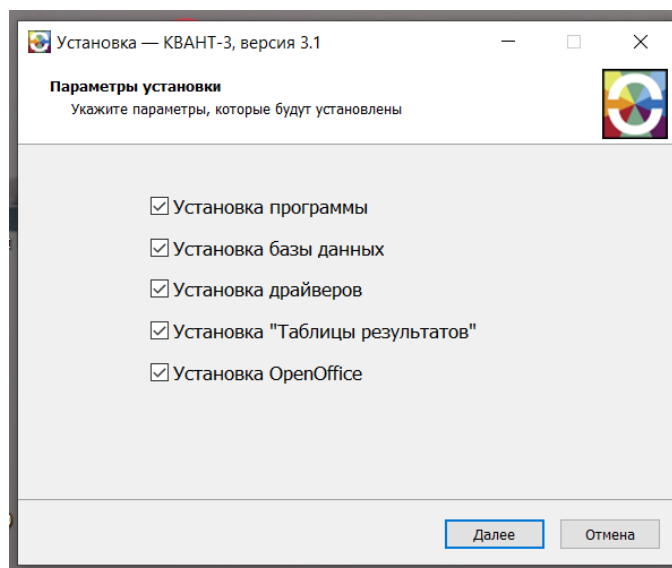 Установка — КВАНТ-3, версия 3.1
Параметры установки
Укажите параметры, которые будут установлены
Установка программы
Установка базы данных
Установка драйверов
Установка "Таблицы результатов"
Установка OpenOffice
Далее
Отмена